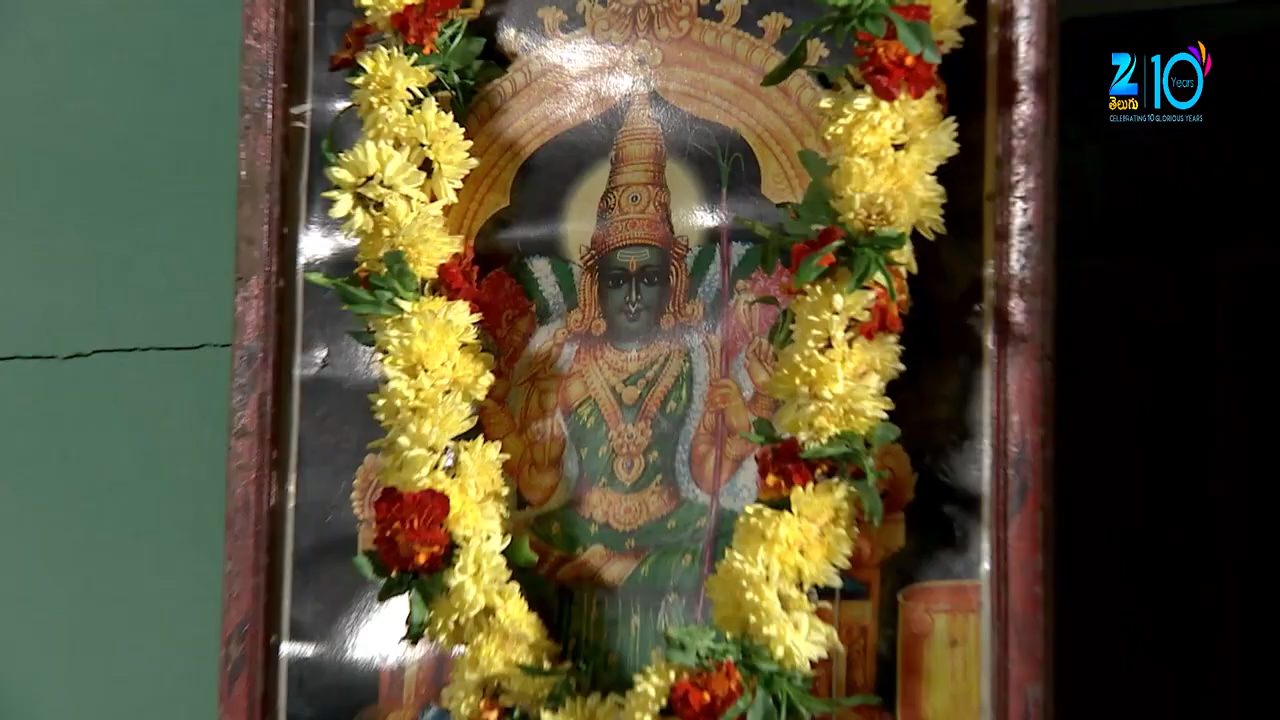 Z
తెలుగు
10 Years
CELEBRATING 10 GLORIOUS YEARS